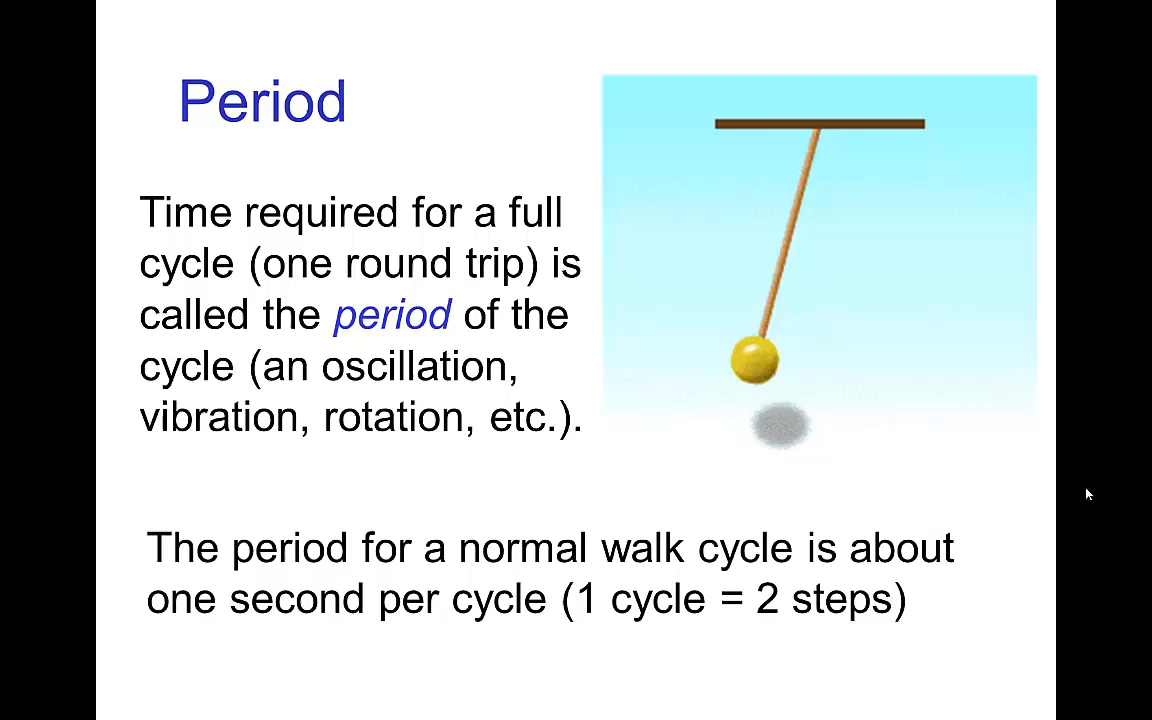 Period
Time required for a full
cycle (one round trip) is
called the period of the
cycle (an oscillation,
vibration, rotation, etc.).
The period for a normal walk cycle is about
one second per cycle (1 cycle = 2 steps)